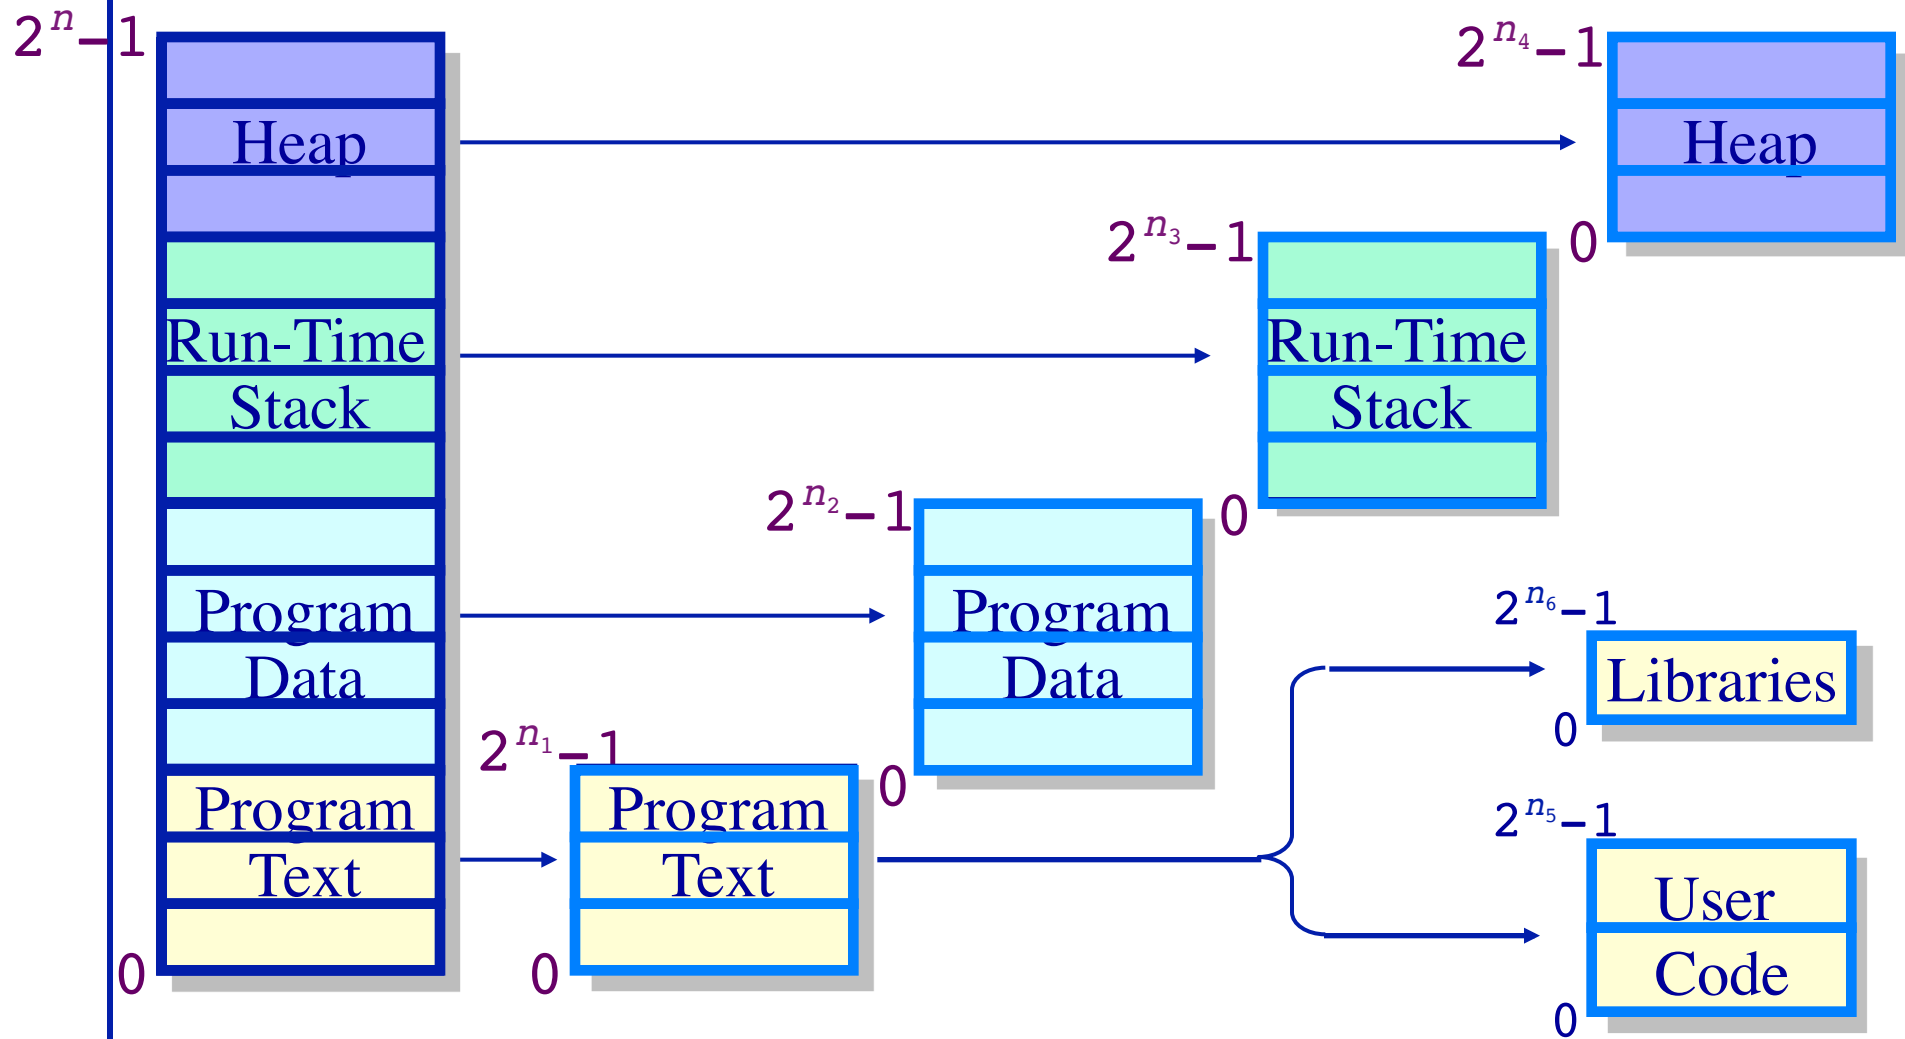 2ⁿ–1
Heap
Run-Time
Stack
Program
Data
Program
Text
0
2^n₁–1
Program
Text
0
2^n₂–1
Program
Data
0
2^n₃–1
Run-Time
Stack
0
2^n₄–1
Heap
0
2^n₆–1
Libraries
0
2^n₅–1
User
Code
0